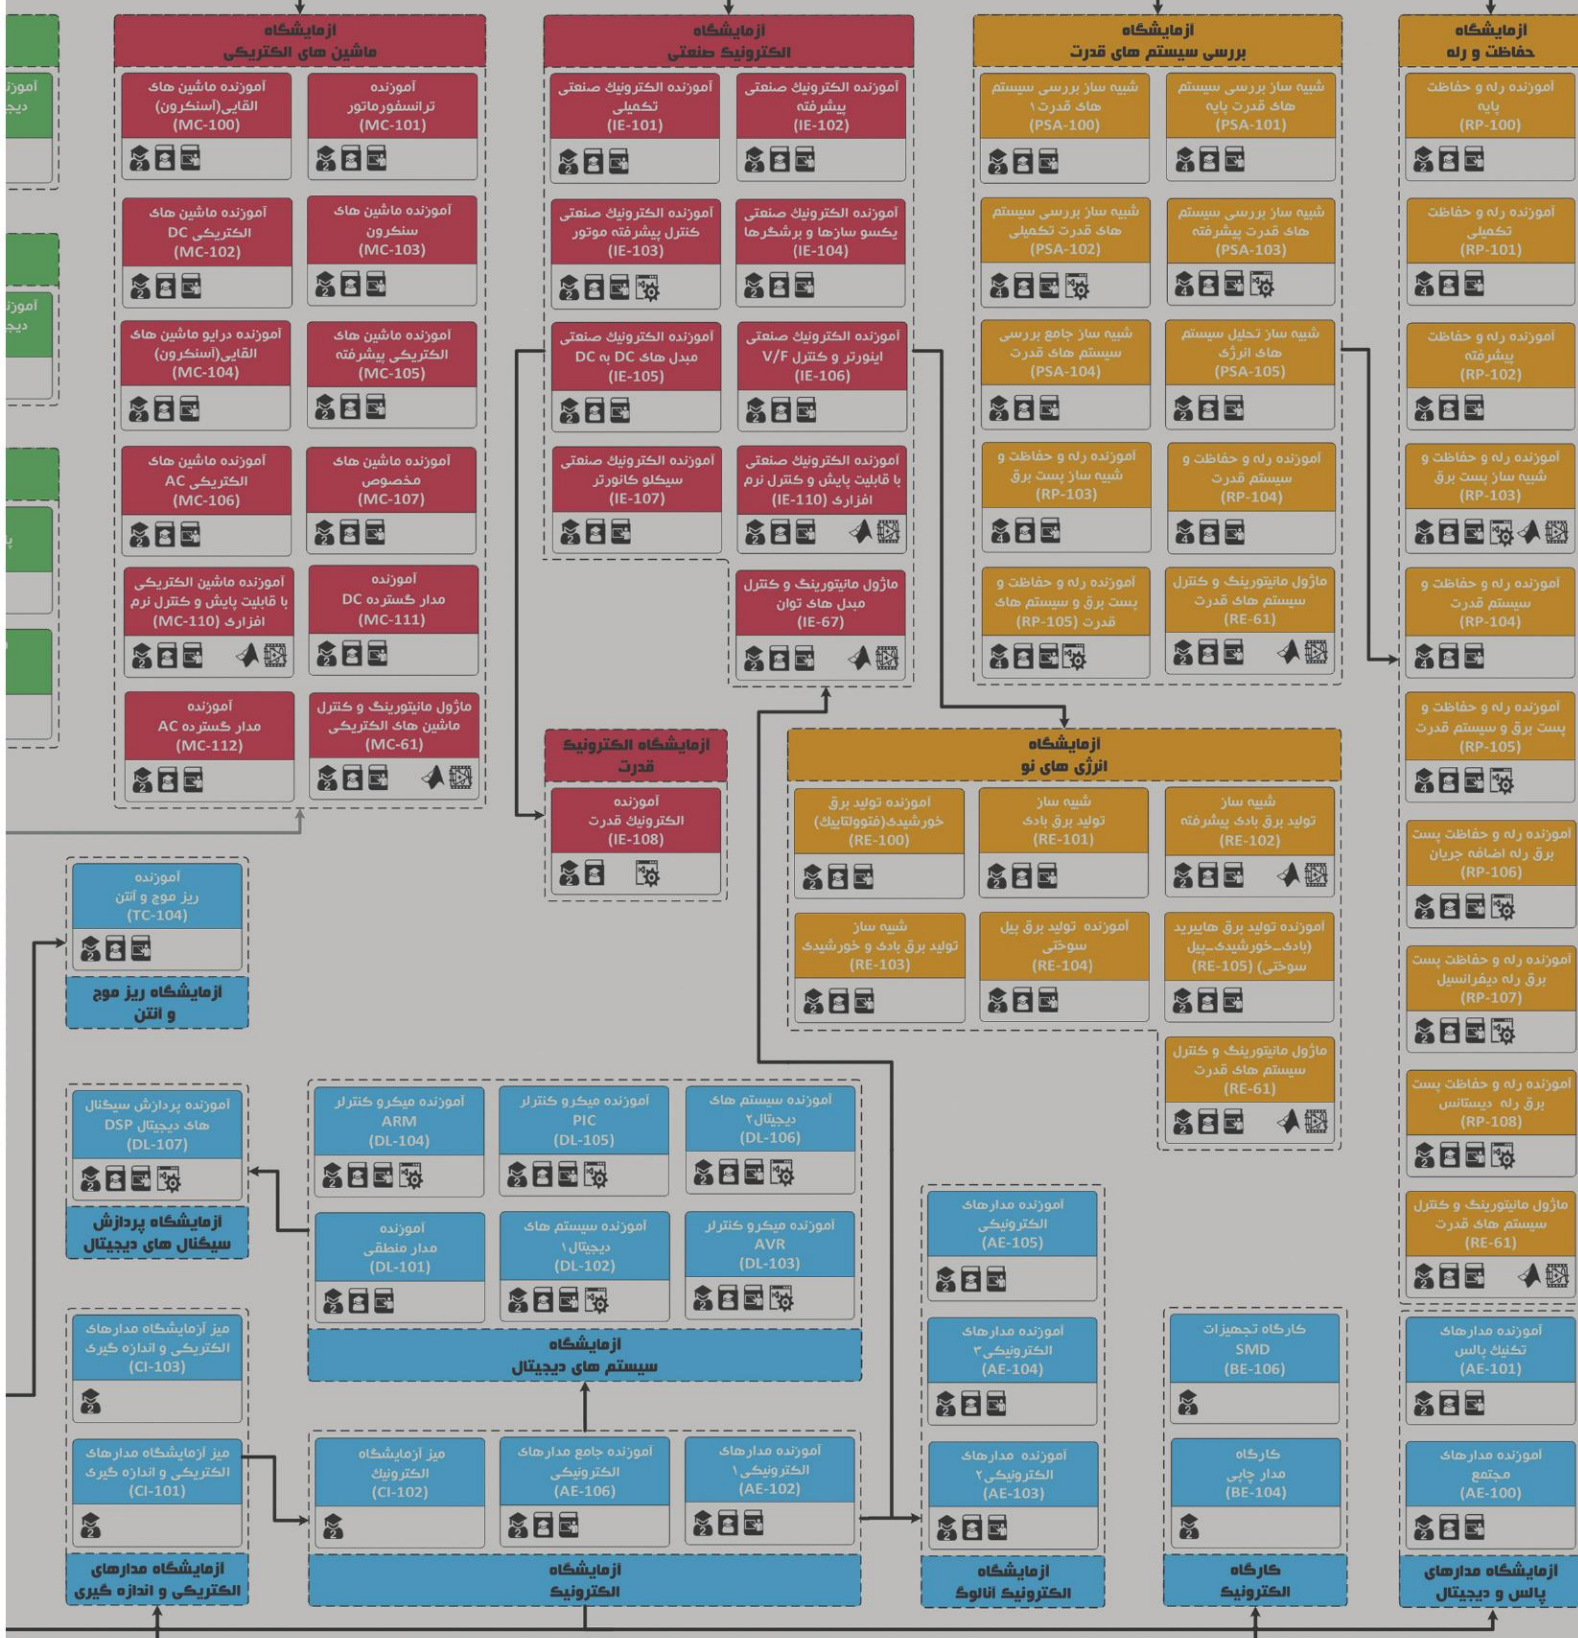 آزمایشگاه
حفاظت و رله
آموزنده رله و حفاظت
پایه
(RP-100)
آموزنده رله و حفاظت
تکمیلی
(RP-101)
آموزنده رله و حفاظت
پیشرفته
(RP-102)
آموزنده رله و حفاظت و
شبیه ساز پست برق
(RP-103)
آموزنده رله و حفاظت و
سیستم قدرت
(RP-104)
آموزنده رله و حفاظت و
پست برق و سیستم قدرت
(RP-105)
آموزنده رله و حفاظت پست
برق رله اضافه جریان
(RP-106)
آموزنده رله و حفاظت پست
برق رله دیفرانسیل
(RP-107)
آموزنده رله و حفاظت پست
برق رله دیستانس
(RP-108)
ماژول مانیتورینگ و کنترل
سیستم های قدرت
(RE-61)
آزمایشگاه
بررسی سیستم های قدرت
شبیه ساز بررسی سیستم
های قدرت پایه
(PSA-101)
شبیه ساز بررسی سیستم
های قدرت۱
(PSA-100)
شبیه ساز بررسی سیستم
های قدرت پیشرفته
(PSA-103)
شبیه ساز بررسی سیستم
های قدرت تکمیلی
(PSA-102)
شبیه ساز تحلیل سیستم
های انرژی
(PSA-105)
شبیه ساز جامع بررسی
سیستم های قدرت
(PSA-104)
آموزنده رله و حفاظت و
سیستم قدرت
(RP-104)
آموزنده رله و حفاظت و
شبیه ساز پست برق
(RP-103)
ماژول مانیتورینگ و کنترل
سیستم های قدرت
(RE-61)
آموزنده رله و حفاظت و
پست برق و سیستم های
قدرت (RP-105)
آزمایشگاه
الکترونیک صنعتی
آموزنده الکترونیک صنعتی
پیشرفته
(IE-102)
آموزنده الکترونیک صنعتی
تکمیلی
(IE-101)
آموزنده الکترونیک صنعتی
یکسو سازها و برشگرها
(IE-104)
آموزنده الکترونیک صنعتی
کنترل پیشرفته موتور
(IE-103)
آموزنده الکترونیک صنعتی
اینورتر و کنترل V/F
(IE-106)
آموزنده الکترونیک صنعتی
مبدل های DC به DC
(IE-105)
آموزنده الکترونیک صنعتی
با قابلیت پایش و کنترل نرم
افزاری (IE-110)
آموزنده الکترونیک صنعتی
سیکلو کانورتر
(IE-107)
ماژول مانیتورینگ و کنترل
مبدل های توان
(IE-67)
آزمایشگاه
ماشین های الکتریکی
آموزنده
ترانسفورماتور
(MC-101)
آموزنده ماشین های
القایی(آسنکرون)
(MC-100)
آموزنده ماشین های
سنکرون
(MC-103)
آموزنده ماشین های
الکتریکی DC
(MC-102)
آموزنده ماشین های
الکتریکی پیشرفته
(MC-105)
آموزنده درایو ماشین های
القایی(آسنکرون)
(MC-104)
آموزنده ماشین های
مخصوص
(MC-107)
آموزنده ماشین های
الکتریکی AC
(MC-106)
آموزنده
مدار گسترده DC
(MC-111)
آموزنده ماشین الکتریکی
با قابلیت پایش و کنترل نرم
افزاری (MC-110)
ماژول مانیتورینگ و کنترل
ماشین های الکتریکی
(MC-61)
آموزنده
مدار گسترده AC
(MC-112)
آزمایشگاه
انرژی های نو
شبیه ساز
تولید برق بادی پیشرفته
(RE-102)
شبیه ساز
تولید برق بادی
(RE-101)
آموزنده تولید برق
خورشیدی(فتوولتاییک)
(RE-100)
آموزنده تولید برق هایبرید
(بادی_خورشیدی_پیل
سوختی) (RE-105)
آموزنده تولید برق پیل
سوختی
(RE-104)
شبیه ساز
تولید برق بادی و خورشیدی
(RE-103)
ماژول مانیتورینگ و کنترل
سیستم های قدرت
(RE-61)
آزمایشگاه الکترونیک
قدرت
آموزنده
الکترونیک قدرت
(IE-108)
آموزنده
ریز موج و آنتن
(TC-104)
آزمایشگاه ریز موج
و آنتن
آموزنده سیستم های
دیجیتال۲
(DL-106)
آموزنده میکرو کنترلر
PIC
(DL-105)
آموزنده میکرو کنترلر
ARM
(DL-104)
آموزنده میکرو کنترلر
AVR
(DL-103)
آموزنده سیستم های
دیجیتال۱
(DL-102)
آموزنده
مدار منطقی
(DL-101)
آزمایشگاه
سیستم های دیجیتال
آموزنده پردازش سیگنال
های دیجیتال DSP
(DL-107)
آزمایشگاه پردازش
سیگنال های دیجیتال
آموزنده مدارهای
تکنیک پالس
(AE-101)
آموزنده مدارهای
مجتمع
(AE-100)
آزمایشگاه مدارهای
پالس و دیجیتال
کارگاه تجهیزات
SMD
(BE-106)
کارگاه
مدار چاپی
(BE-104)
کارگاه
الکترونیک
آموزنده مدارهای
الکترونیکی
(AE-105)
آموزنده مدارهای
الکترونیکی۳
(AE-104)
آموزنده مدارهای
الکترونیکی۲
(AE-103)
آزمایشگاه
الکترونیک آنالوگ
آموزنده مدارهای
الکترونیکی۱
(AE-102)
آموزنده جامع مدارهای
الکترونیکی
(AE-106)
میز آزمایشگاه
الکترونیک
(CI-102)
آزمایشگاه
الکترونیک
میز آزمایشگاه مدارهای
الکتریکی و اندازه گیری
(CI-103)
میز آزمایشگاه مدارهای
الکتریکی و اندازه گیری
(CI-101)
آزمایشگاه مدارهای
الکتریکی و اندازه گیری